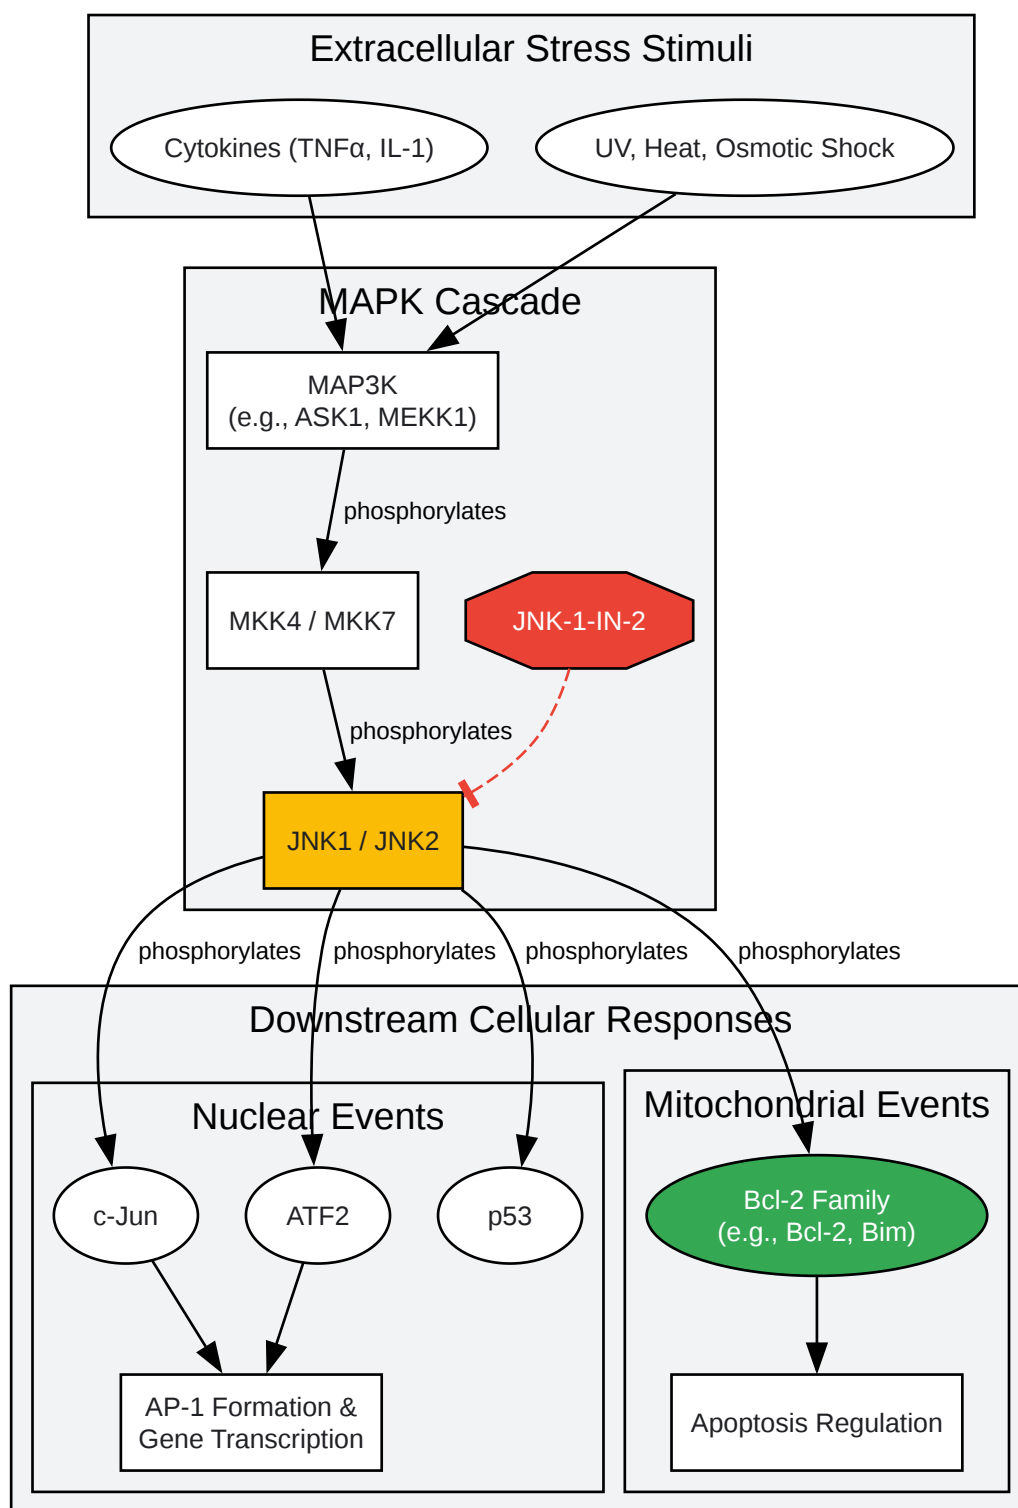 Extracellular Stress Stimuli
Cytokines (TNFα, IL-1)
UV, Heat, Osmotic Shock
MAPK Cascade
MAP3K
(e.g., ASK1, MEKK1)
phosphorylates
MKK4 / MKK7
JNK-1-IN-2
phosphorylates
JNK1 / JNK2
phosphorylates
phosphorylates
phosphorylates
phosphorylates
Downstream Cellular Responses
Nuclear Events
Mitochondrial Events
c-Jun
ATF2
p53
Bcl-2 Family
(e.g., Bcl-2, Bim)
AP-1 Formation &
Gene Transcription
Apoptosis Regulation